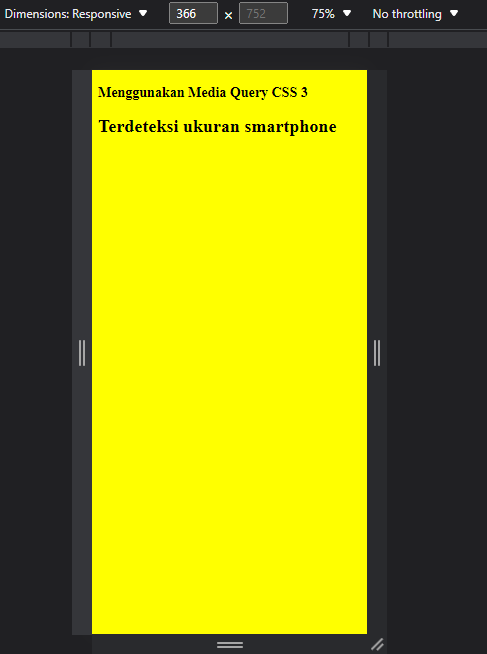 Dimensions: Responsive 366 × 752 75% No throttling
Menggunakan Media Query CSS 3
Terdeteksi ukuran smartphone